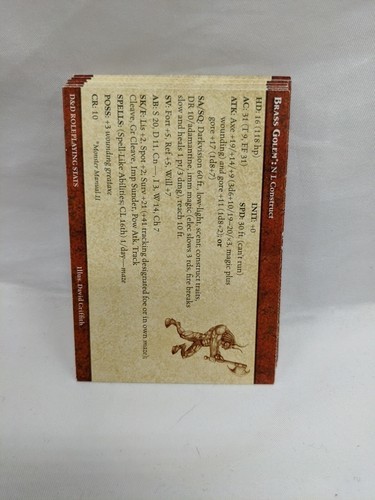 BRASS GOLEM*: N L Construct
HD: 16 (118 hp) INIT: +0
AC: 31 (T 9, FF 31) SPD: 30 ft. (can't run)
ATK: Axe +19/+14/+9 (3d6+10/19–20/×3, magic plus
wounding) and gore +11 (1d8+2); or
gore +17 (1d8+7)
SA/SQ: Darkvision 60 ft., low-light, scent, construct traits,
DR 10/adamantine, imm magic (elec slows 3 rds, fire breaks
slow and heals 1 pt/3 dmg), reach 10 ft.
SV: Fort +5, Ref +5, Will +7
AB: S 20, D 11, Cn —, I 3, W 14, Ch 7
SK/F: Lis +2, Spot +2, Surv +21 (+41 tracking designated foe or in own maze);
Cleave, Gr Cleave, Imp Sunder, Pow Atk, Track
SPELLS: (Spell-Like Abilities; CL 16th) 1/day—maze
POSS: +3 wounding greataxe
CR: 10 *Monster Manual II
D&D ROLEPLAYING STATS Illus. David Griffith